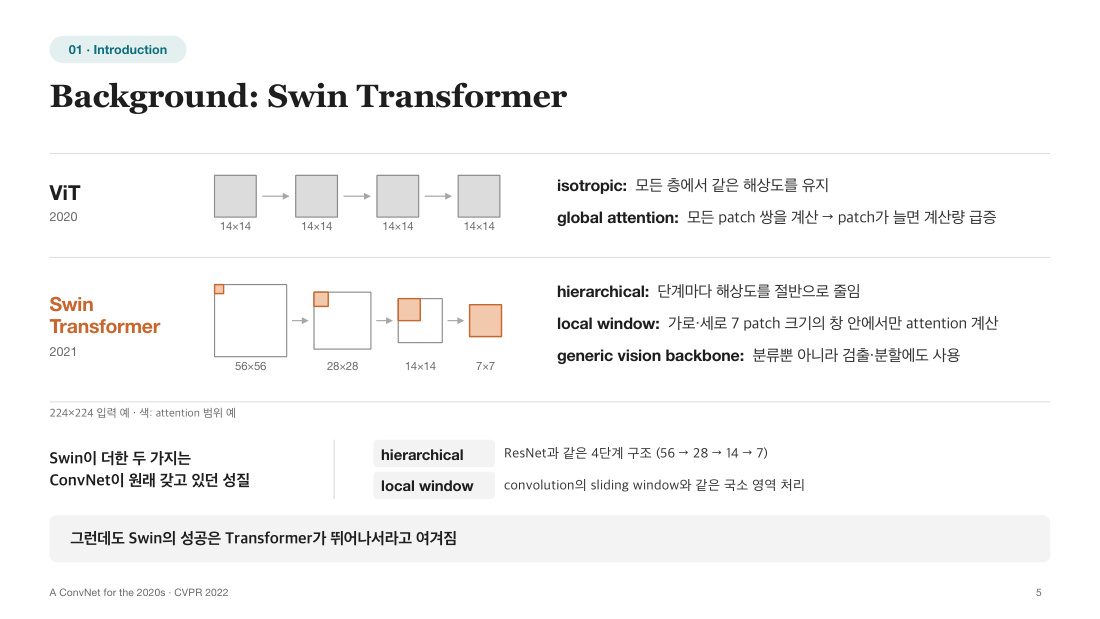 01 · Introduction
Background: Swin Transformer
ViT
2020
14×14
14×14
14×14
14×14
isotropic: 모든 층에서 같은 해상도를 유지
global attention: 모든 patch 쌍을 계산 → patch가 늘면 계산량 급증
Swin
Transformer
2021
56×56
28×28
14×14
7×7
hierarchical: 단계마다 해상도를 절반으로 줄임
local window: 가로·세로 7 patch 크기의 창 안에서만 attention 계산
generic vision backbone: 분류뿐 아니라 검출·분할에도 사용
224×224 입력 예 · 색: attention 범위 예
Swin이 더한 두 가지는
ConvNet이 원래 갖고 있던 성질
hierarchical ResNet과 같은 4단계 구조 (56 → 28 → 14 → 7)
local window convolution의 sliding window와 같은 국소 영역 처리
그런데도 Swin의 성공은 Transformer가 뛰어나서라고 여겨짐
A ConvNet for the 2020s · CVPR 2022
5